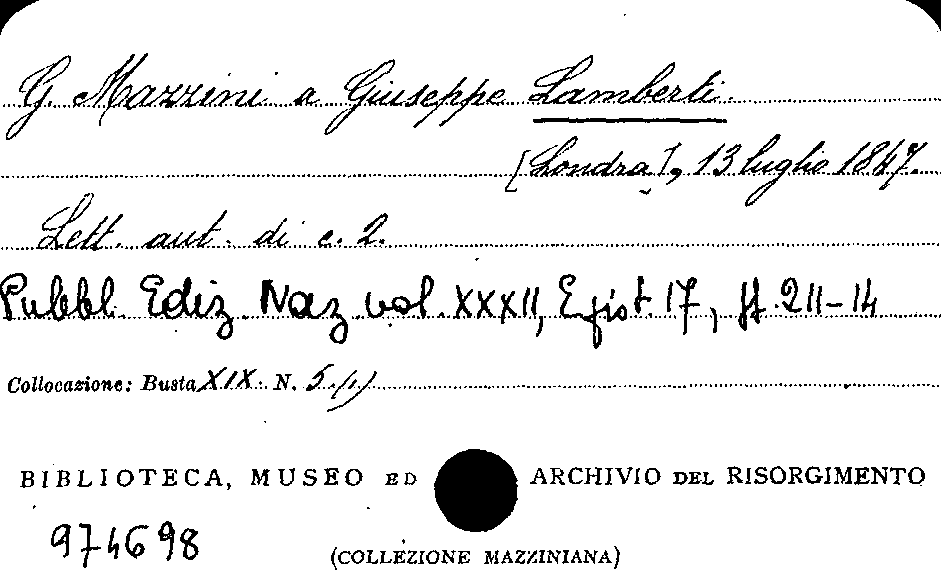 G. Mazzini a Giuseppe Lamberti.
[Londra], 13 luglio 1847.
Lett. aut. di c. 2.
Pubbl. Ediz. Naz. vol. XXXII, Epist. 17, ff. 211-14
Collocazione: Busta XIX. N. 5 (1)
BIBLIOTECA, MUSEO ED ARCHIVIO DEL RISORGIMENTO
974698
(COLLEZIONE MAZZINIANA)